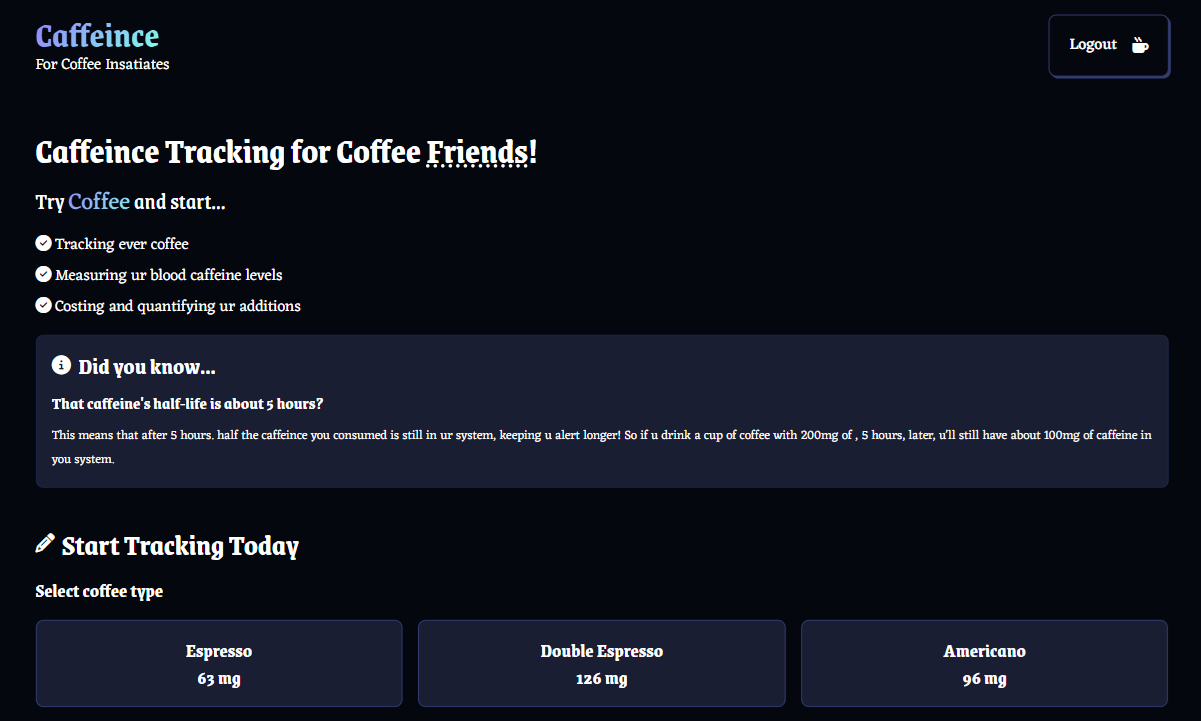 Caffeince
For Coffee Insatiates
Logout
Caffeince Tracking for Coffee Friends!
Try Coffee and start...
Tracking ever coffee
Measuring ur blood caffeine levels
Costing and quantifying ur additions
Did you know...
That caffeine's half-life is about 5 hours?
This means that after 5 hours. half the caffeince you consumed is still in ur system, keeping u alert longer! So if u drink a cup of coffee with 200mg of , 5 hours, later, u'll still have about 100mg of caffeine in
you system.
Start Tracking Today
Select coffee type
Espresso
63 mg
Double Espresso
126 mg
Americano
96 mg